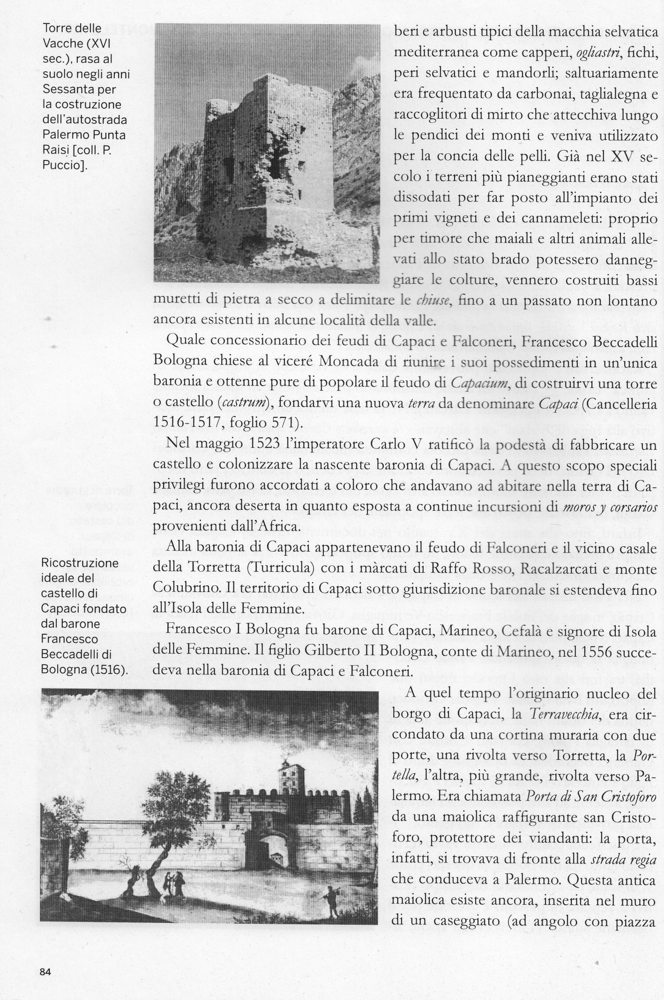 Torre delle
Vacche (XVI
sec.), rasa al
suolo negli anni
Sessanta per
la costruzione
dell'autostrada
Palermo Punta
Raisi [coll. P.
Puccio].
beri e arbusti tipici della macchia selvatica
mediterranea come capperi, ogliastri, fichi,
peri selvatici e mandorli; saltuariamente
era frequentato da carbonai, taglialegna e
raccoglitori di mirto che attecchiva lungo
le pendici dei monti e veniva utilizzato
per la concia delle pelli. Già nel XV se-
colo i terreni più pianeggianti erano stati
dissodati per far posto all'impianto dei
primi vigneti e dei cannameleti: proprio
per timore che maiali e altri animali alle-
vati allo stato brado potessero danneg-
giare le colture, vennero costruiti bassi
muretti di pietra a secco a delimitare le chiuse, fino a un passato non lontano
ancora esistenti in alcune località della valle.
Quale concessionario dei feudi di Capaci e Falconeri, Francesco Beccadelli
Bologna chiese al viceré Moncada di riunire i suoi possedimenti in un'unica
baronia e ottenne pure di popolare il feudo di Capacium, di costruirvi una torre
o castello (castrum), fondarvi una nuova terra da denominare Capaci (Cancelleria
1516-1517, foglio 571).
Nel maggio 1523 l'imperatore Carlo V ratificò la podestà di fabbricare un
castello e colonizzare la nascente baronia di Capaci. A questo scopo speciali
privilegi furono accordati a coloro che andavano ad abitare nella terra di Ca-
paci, ancora deserta in quanto esposta a continue incursioni di moros y corsarios
provenienti dall'Africa.
Alla baronia di Capaci appartenevano il feudo di Falconeri e il vicino casale
della Torretta (Turricula) con i màrcati di Raffo Rosso, Racalzarcati e monte
Colubrino. Il territorio di Capaci sotto giurisdizione baronale si estendeva fino
all'Isola delle Femmine.
Francesco I Bologna fu barone di Capaci, Marineo, Cefalà e signore di Isola
delle Femmine. Il figlio Gilberto II Bologna, conte di Marineo, nel 1556 succe-
deva nella baronia di Capaci e Falconeri.
Ricostruzione
ideale del
castello di
Capaci fondato
dal barone
Francesco
Beccadelli di
Bologna (1516).
A quel tempo l'originario nucleo del
borgo di Capaci, la Terravecchia, era cir-
condato da una cortina muraria con due
porte, una rivolta verso Torretta, la Por-
tella, l'altra, più grande, rivolta verso Pa-
lermo. Era chiamata Porta di San Cristoforo
da una maiolica raffigurante san Cristo-
foro, protettore dei viandanti: la porta,
infatti, si trovava di fronte alla strada regia
che conduceva a Palermo. Questa antica
maiolica esiste ancora, inserita nel muro
di un caseggiato (ad angolo con piazza
84